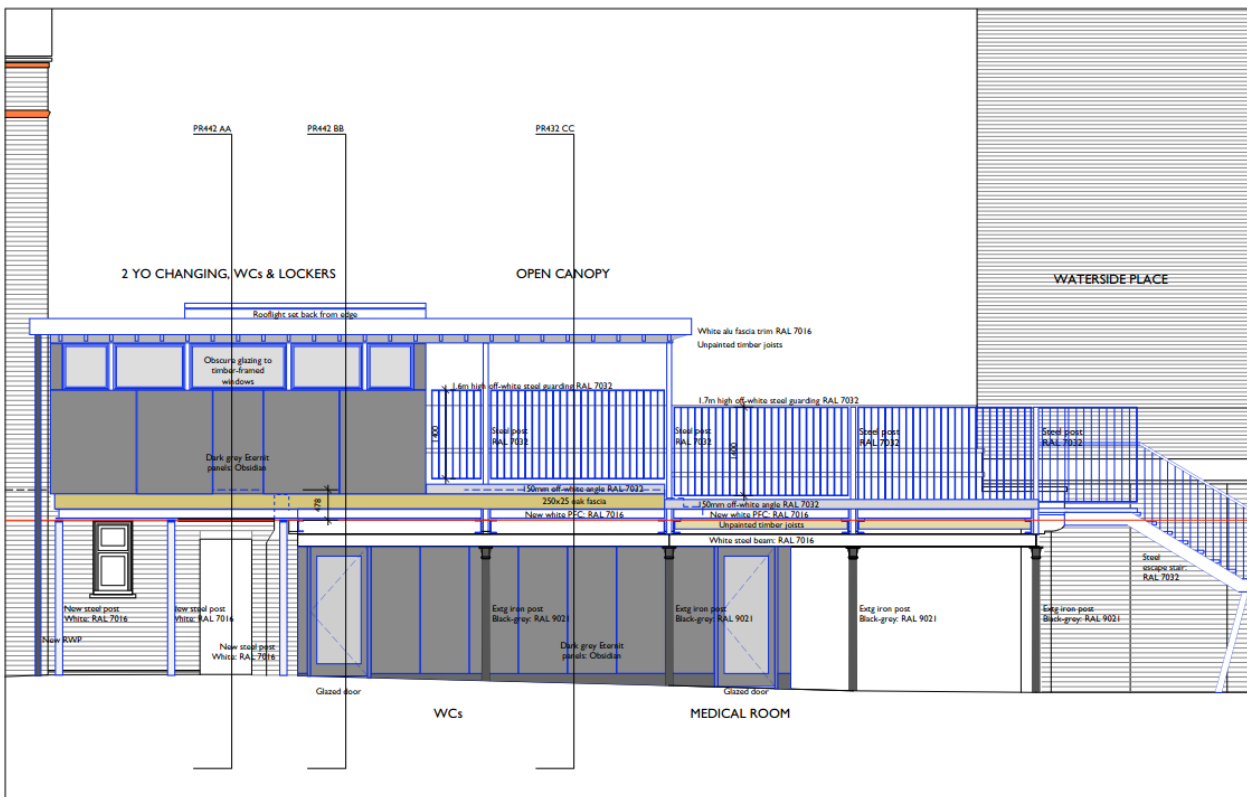 PR442 AA
PR442 BB
PR432 CC
2 YO CHANGING, WCs & LOCKERS
OPEN CANOPY
WATERSIDE PLACE
Rooflight set back from edge
White alu fascia trim RAL 7016
Unpainted timber joists
Obscure glazing to
timber-framed
windows
1.6m high off-white steel guarding RAL 7032
1.7m high off-white steel guarding RAL 7032
1400
1600
Steel post
RAL 7032
Steel post
RAL 7032
Steel post
RAL 7032
Steel post
RAL 7032
Dark grey Eternit
panels: Obsidian
478
150mm off-white angle RAL 7032
250x25 oak fascia
150mm off-white angle RAL 7032
New white PFC: RAL 7016
New white PFC: RAL 7016
Unpainted timber joists
White steel beam: RAL 7016
Steel
escape stair:
RAL 7032
New steel post
White: RAL 7016
New steel post
White: RAL 7016
Extg iron post
Black-grey: RAL 9021
Extg iron post
Black-grey: RAL 9021
Extg iron post
Black-grey: RAL 9021
Extg iron post
Black-grey: RAL 9021
New RWP
New steel post
White: RAL 7016
Dark grey Eternit
panels: Obsidian
Glazed door
Glazed door
WCs
MEDICAL ROOM